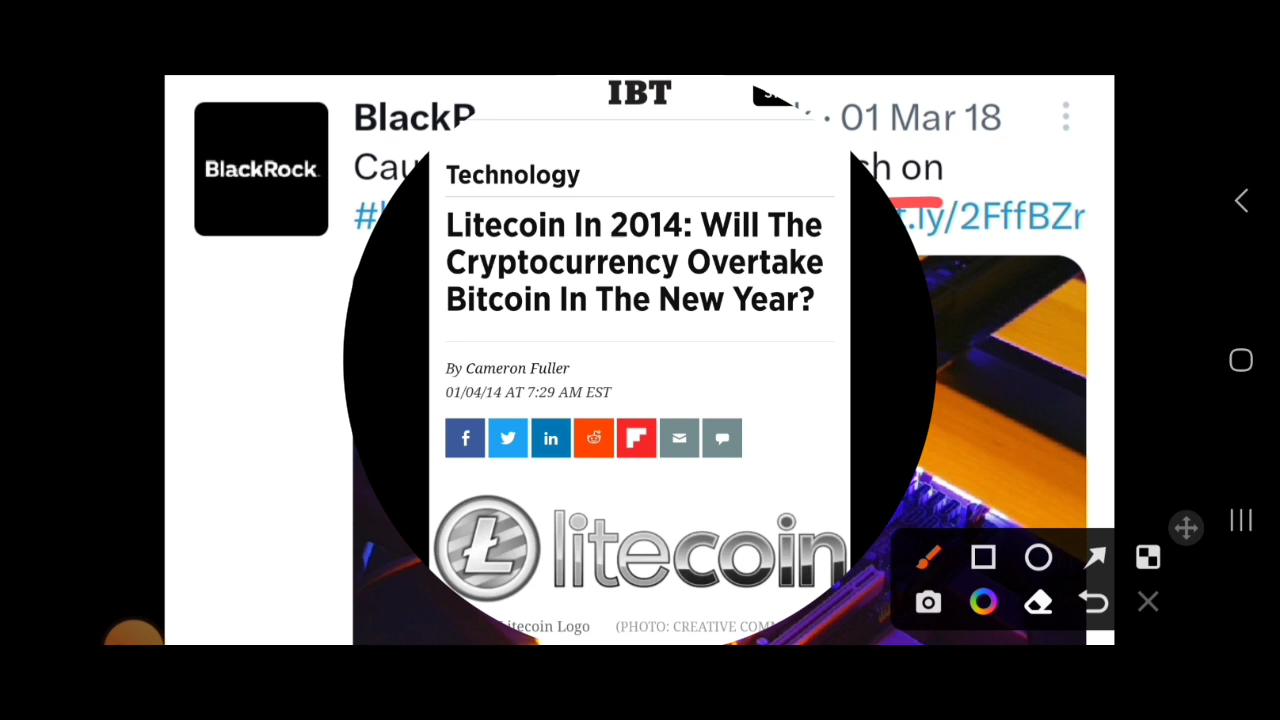 IBT
BlackRock
BlackR
· 01 Mar 18
Cau
sh on
#b
t.ly/2FffBZr
Technology
Litecoin In 2014: Will The
Cryptocurrency Overtake
Bitcoin In The New Year?
By Cameron Fuller
01/04/14 AT 7:29 AM EST
litecoin
Litecoin Logo (PHOTO: CREATIVE COM